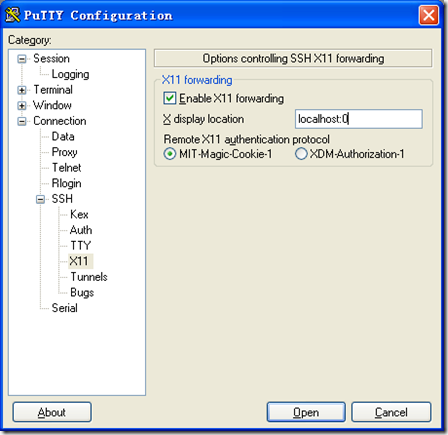 PuTTY Configuration
Category:
Session
Logging
Terminal
Window
Connection
Data
Proxy
Telnet
Rlogin
SSH
Kex
Auth
TTY
X11
Tunnels
Bugs
Serial
Options controlling SSH X11 forwarding
X11 forwarding
Enable X11 forwarding
X display location
localhost:0
Remote X11 authentication protocol
MIT-Magic-Cookie-1 XDM-Authorization-1
About
Open
Cancel